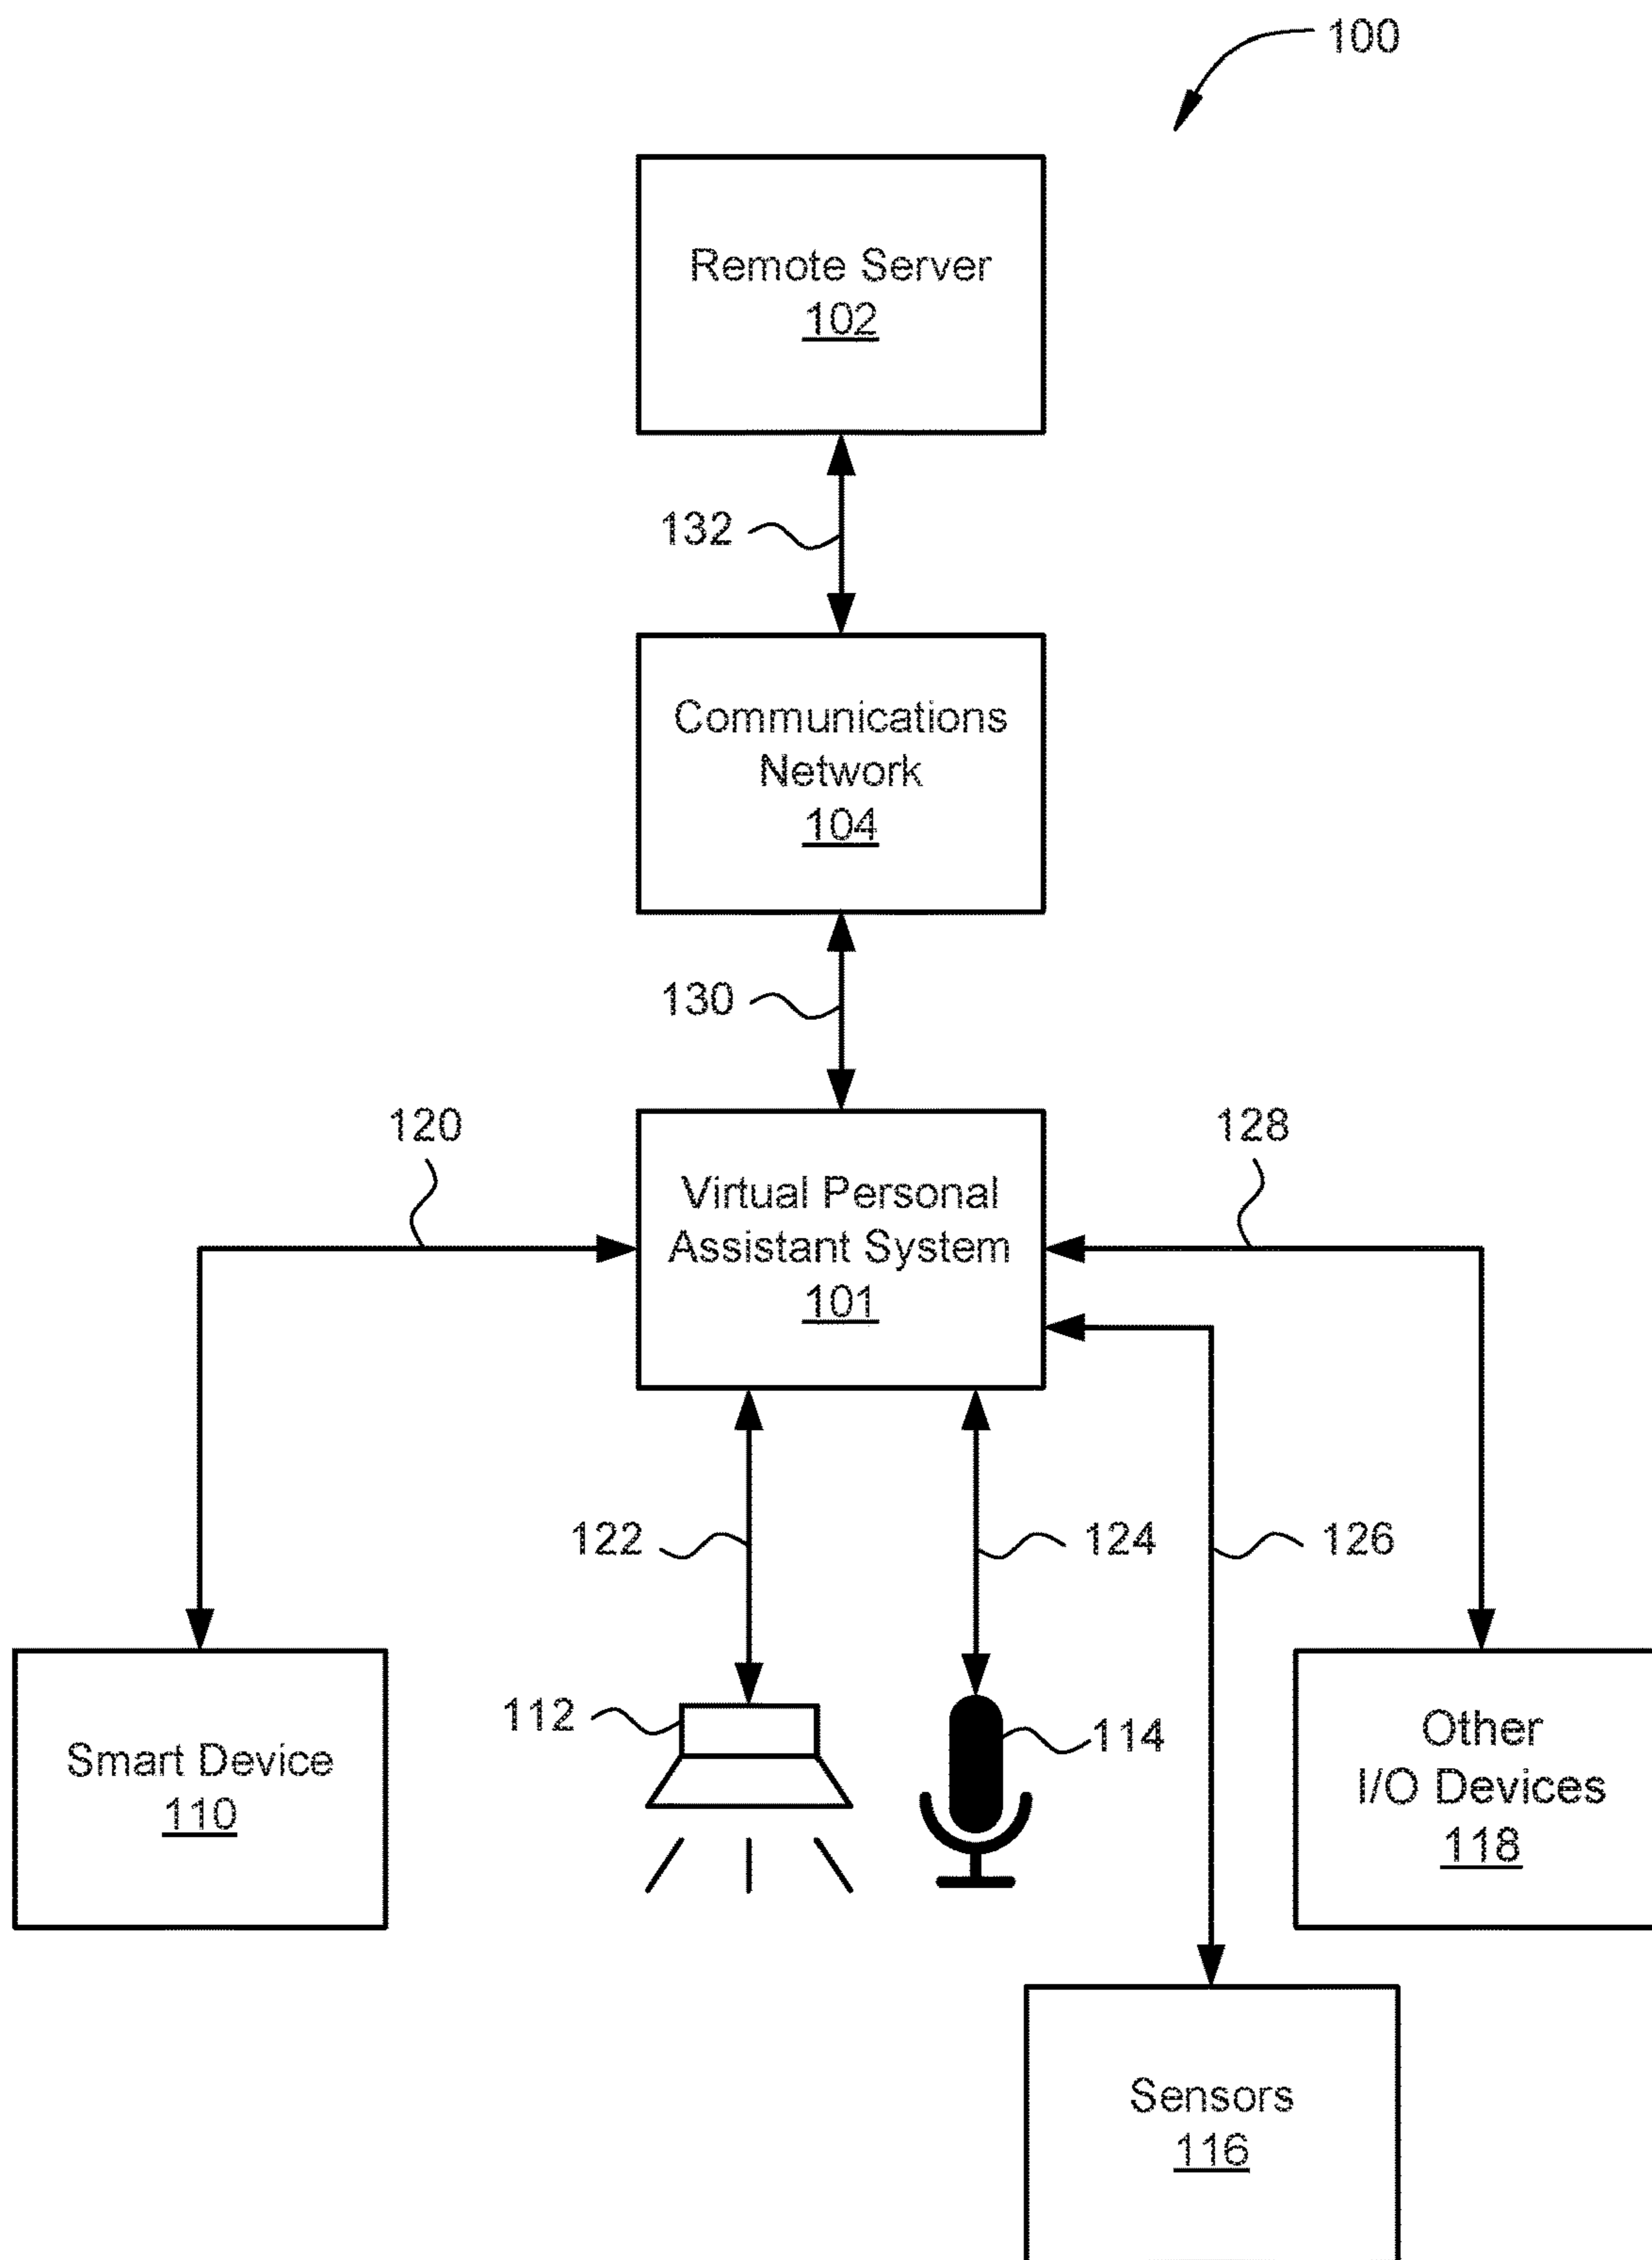 100
Remote Server
102
132
Communications
Network
104
130
120
128
Virtual Personal
Assistant System
101
122
124
126
112
114
Smart Device
110
Other
I/O Devices
118
Sensors
116